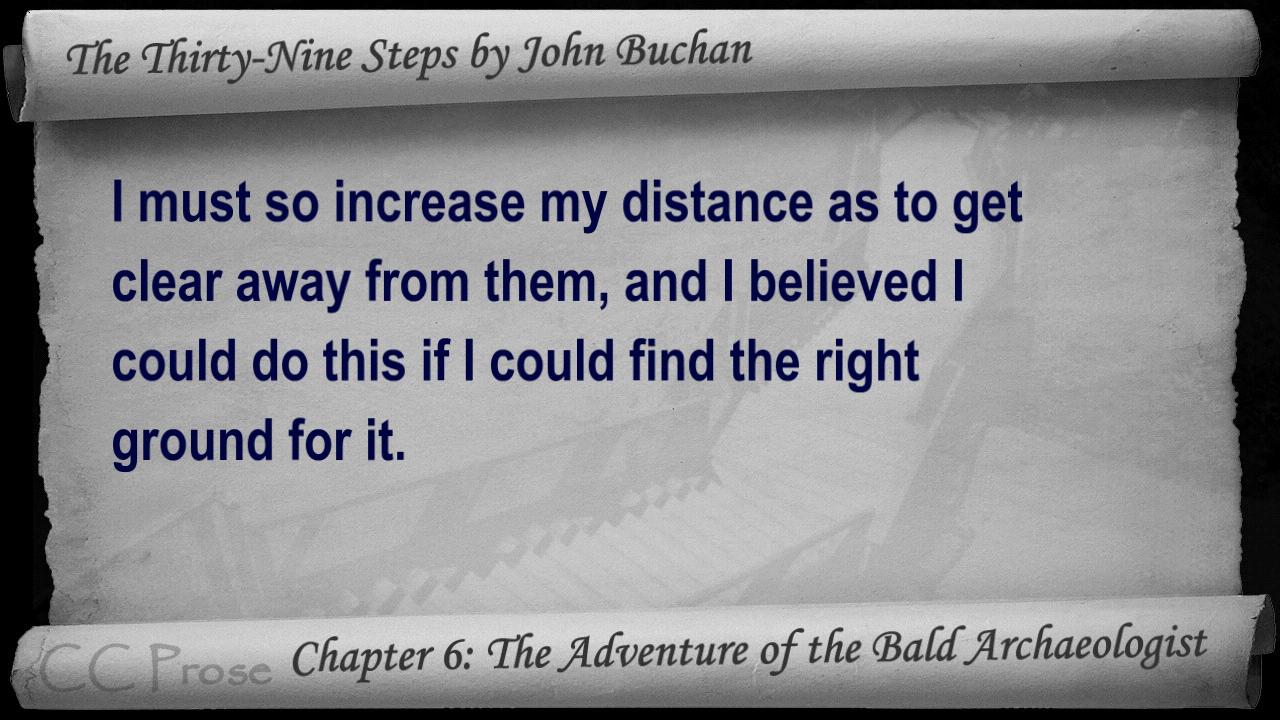 The Thirty-Nine Steps by John Buchan
I must so increase my distance as to get
clear away from them, and I believed I
could do this if I could find the right
ground for it.
CC Prose
Chapter 6: The Adventure of the Bald Archaeologist